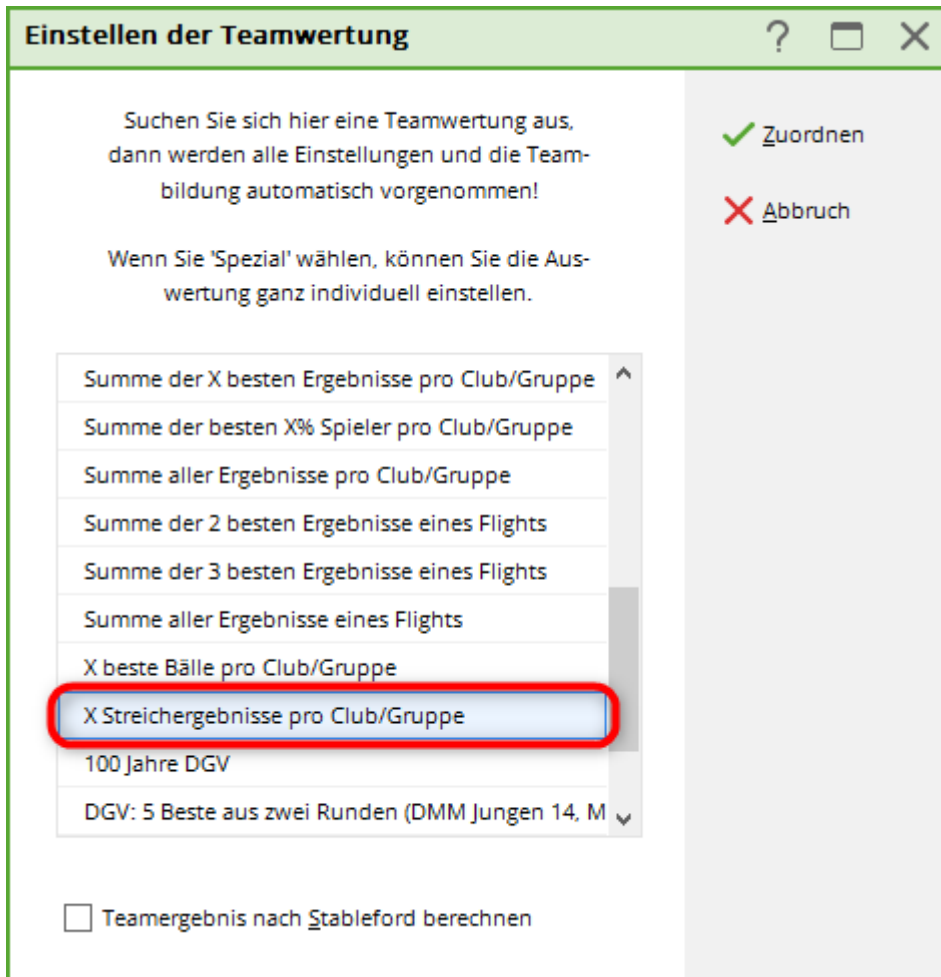 Einstellen der Teamwertung
Suchen Sie sich hier eine Teamwertung aus,
dann werden alle Einstellungen und die Team-
bildung automatisch vorgenommen!
Wenn Sie 'Spezial' wählen, können Sie die Aus-
wertung ganz individuell einstellen.
Zuordnen
Abbruch
Summe der X besten Ergebnisse pro Club/Gruppe
Summe der besten X% Spieler pro Club/Gruppe
Summe aller Ergebnisse pro Club/Gruppe
Summe der 2 besten Ergebnisse eines Flights
Summe der 3 besten Ergebnisse eines Flights
Summe aller Ergebnisse eines Flights
X beste Bälle pro Club/Gruppe
X Streichergebnisse pro Club/Gruppe
100 Jahre DGV
DGV: 5 Beste aus zwei Runden (DMM Jungen 14, M
Teamergebnis nach Stableford berechnen